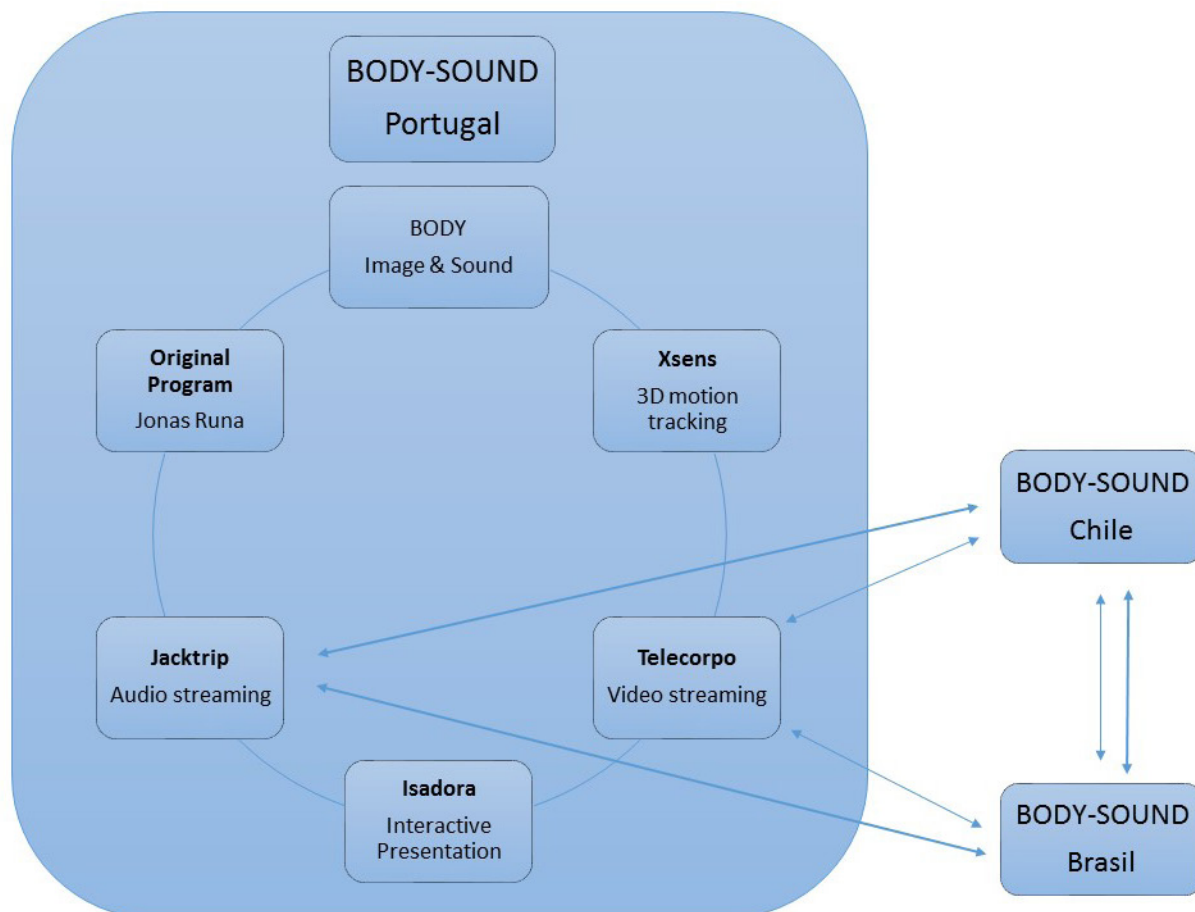 BODY-SOUND
Portugal
BODY
Image & Sound
Original
Program
Jonas Runa
Xsens
3D motion
tracking
BODY-SOUND
Chile
Jacktrip
Audio streaming
Telecorpo
Video streaming
Isadora
Interactive
Presentation
BODY-SOUND
Brasil